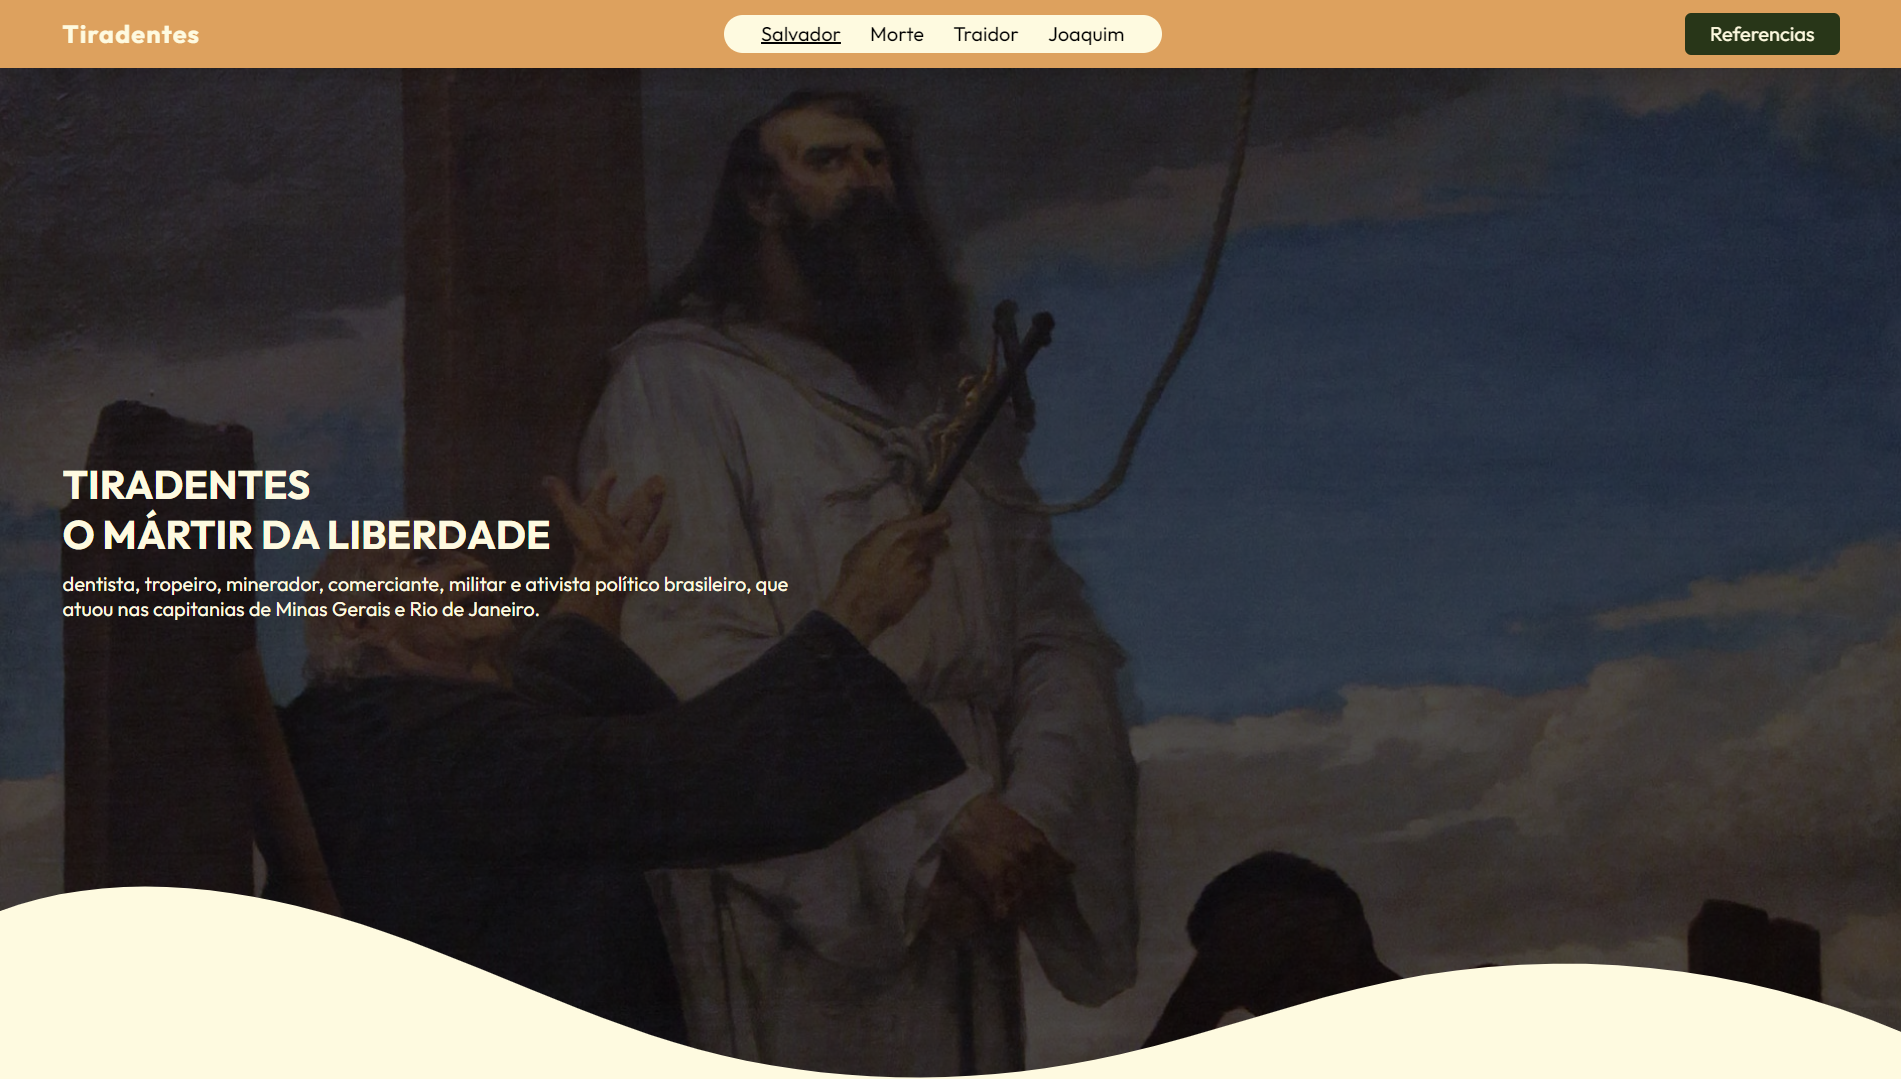 Tiradentes
Salvador Morte Traidor Joaquim
Referencias
TIRADENTES
O MÁRTIR DA LIBERDADE
dentista, tropeiro, minerador, comerciante, militar e ativista político brasileiro, que
atuou nas capitanias de Minas Gerais e Rio de Janeiro.